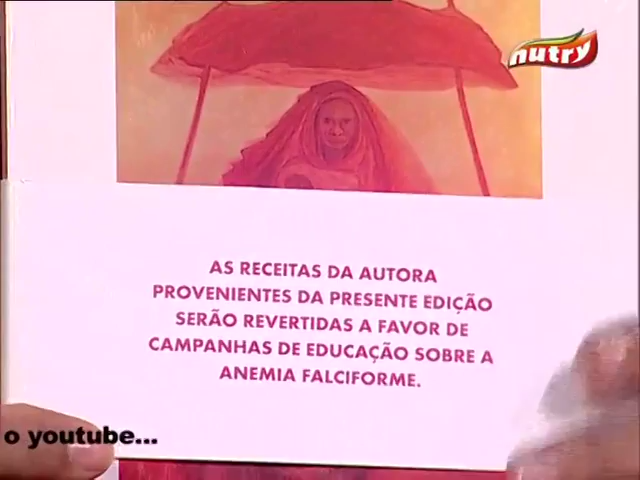 nutry
AS RECEITAS DA AUTORA
PROVENIENTES DA PRESENTE EDIÇÃO
SERÃO REVERTIDAS A FAVOR DE
CAMPANHAS DE EDUCAÇÃO SOBRE A
ANEMIA FALCIFORME.
o youtube...